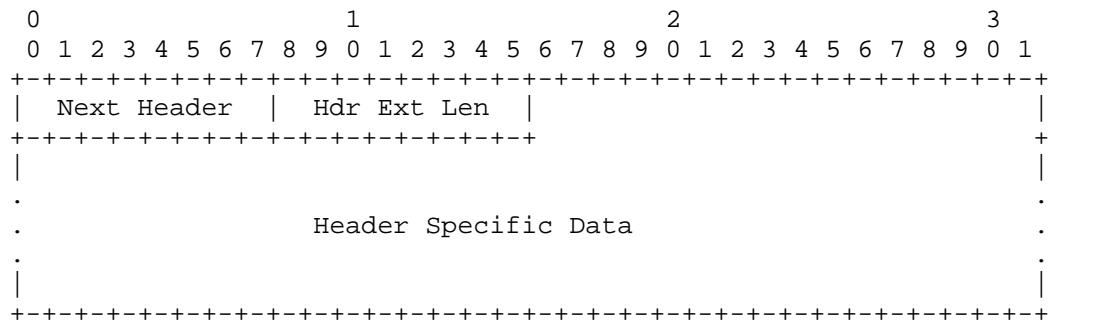 0                   1                   2                   3
 0 1 2 3 4 5 6 7 8 9 0 1 2 3 4 5 6 7 8 9 0 1 2 3 4 5 6 7 8 9 0 1
+-+-+-+-+-+-+-+-+-+-+-+-+-+-+-+-+-+-+-+-+-+-+-+-+-+-+-+-+-+-+-+-+
|  Next Header  |  Hdr Ext Len  |                               |
+-+-+-+-+-+-+-+-+-+-+-+-+-+-+-+-+                               +
|                                                               |
.                                                               .
.                  Header Specific Data                         .
.                                                               .
|                                                               |
+-+-+-+-+-+-+-+-+-+-+-+-+-+-+-+-+-+-+-+-+-+-+-+-+-+-+-+-+-+-+-+-+